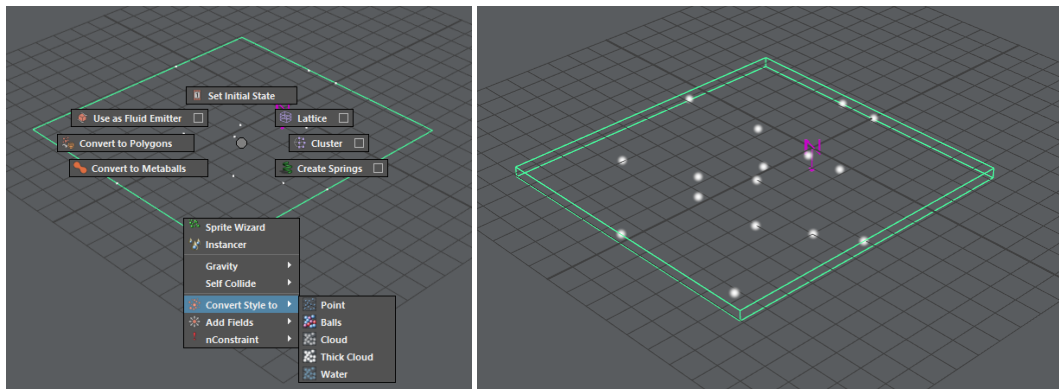 Set Initial State
Use as Fluid Emitter
Lattice
Convert to Polygons
Cluster
Convert to Metaballs
Create Springs
Sprite Wizard
Instancer
Gravity
Self Collide
Convert Style to
Point
Add Fields
Balls
nConstraint
Cloud
Thick Cloud
Water